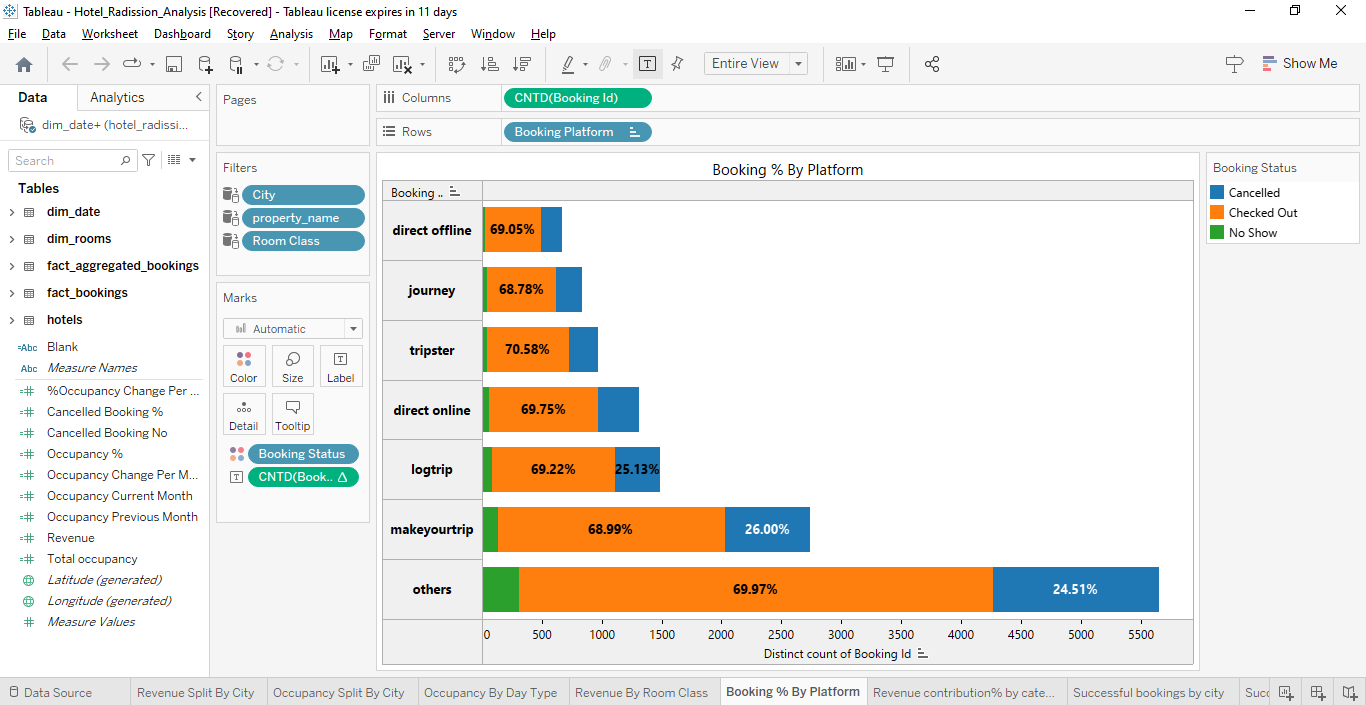 Tableau - Hotel_Radission_Analysis [Recovered] - Tableau license expires in 11 days
File Data Worksheet Dashboard Story Analysis Map Format Server Window Help
Entire View
Show Me
Data Analytics
dim_date+ (hotel_radissi...
Search
Tables
dim_date
dim_rooms
fact_aggregated_bookings
fact_bookings
hotels
=Abc Blank
Abc Measure Names
%Occupancy Change Per ...
Cancelled Booking %
Cancelled Booking No
Occupancy %
Occupancy Change Per M...
Occupancy Current Month
Occupancy Previous Month
Revenue
Total occupancy
Latitude (generated)
Longitude (generated)
Measure Values
Pages
Filters
City
property_name
Room Class
Marks
Automatic
Color Size Label
Detail Tooltip
Booking Status
CNTD(Book.. Δ
Columns CNTD(Booking Id)
Rows Booking Platform
Booking % By Platform
Booking ..
direct offline 69.05%
journey 68.78%
tripster 70.58%
direct online 69.75%
logtrip 69.22% 25.13%
makeyourtrip 68.99% 26.00%
others 69.97% 24.51%
0 500 1000 1500 2000 2500 3000 3500 4000 4500 5000 5500
Distinct count of Booking Id
Booking Status
Cancelled
Checked Out
No Show
Data Source Revenue Split By City Occupancy Split By City Occupancy By Day Type Revenue By Room Class Booking % By Platform Revenue contribution% by cate... Successful bookings by city Succ